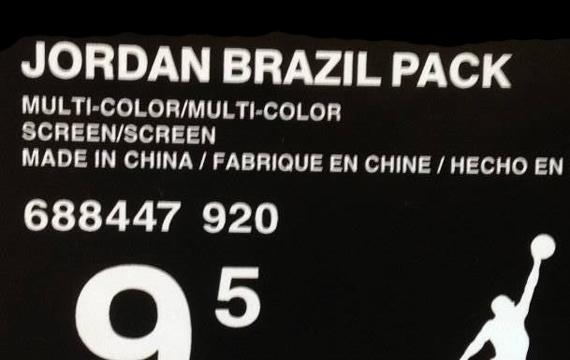 JORDAN BRAZIL PACK
MULTI-COLOR/MULTI-COLOR
SCREEN/SCREEN
MADE IN CHINA / FABRIQUE EN CHINE / HECHO EN
688447 920
9 5